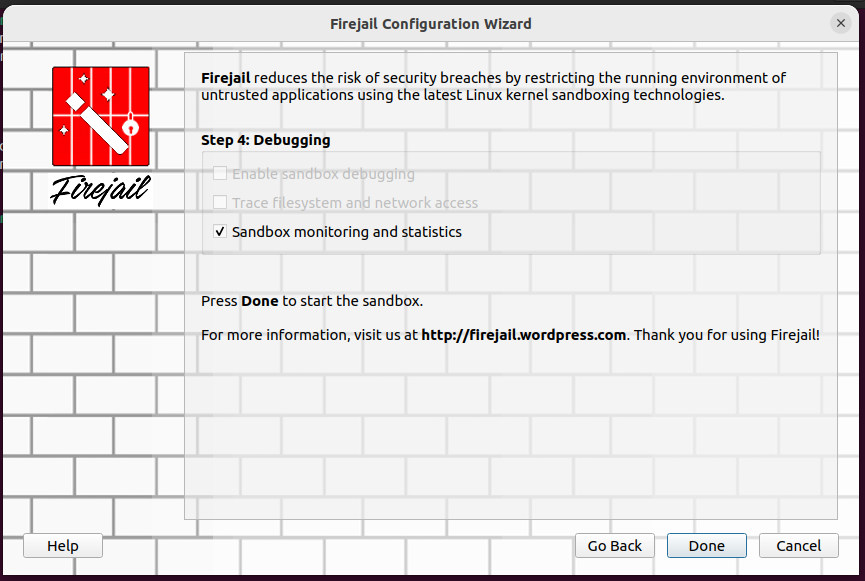 Firejail Configuration Wizard
Firejail
Firejail reduces the risk of security breaches by restricting the running environment of
untrusted applications using the latest Linux kernel sandboxing technologies.
Step 4: Debugging
Enable sandbox debugging
Trace filesystem and network access
Sandbox monitoring and statistics
Press Done to start the sandbox.
For more information, visit us at http://firejail.wordpress.com. Thank you for using Firejail!
Help
Go Back
Done
Cancel